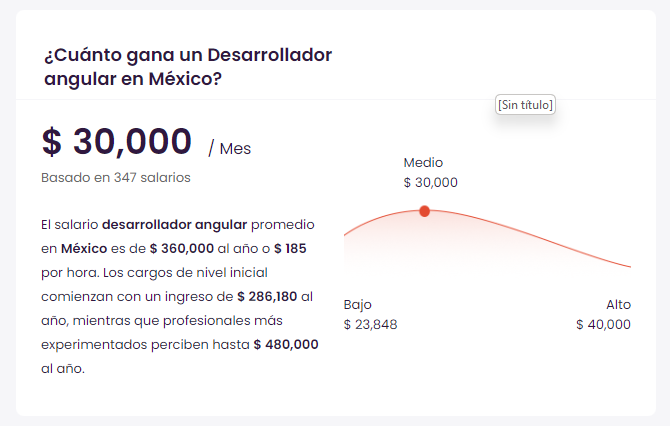 ¿Cuánto gana un Desarrollador
angular en México?
[Sin título]
$ 30,000 / Mes
Basado en 347 salarios
El salario desarrollador angular promedio
en México es de $ 360,000 al año o $ 185
por hora. Los cargos de nivel inicial
comienzan con un ingreso de $ 286,180 al
año, mientras que profesionales más
experimentados perciben hasta $ 480,000
al año.
Medio
$ 30,000
Bajo
$ 23,848
Alto
$ 40,000